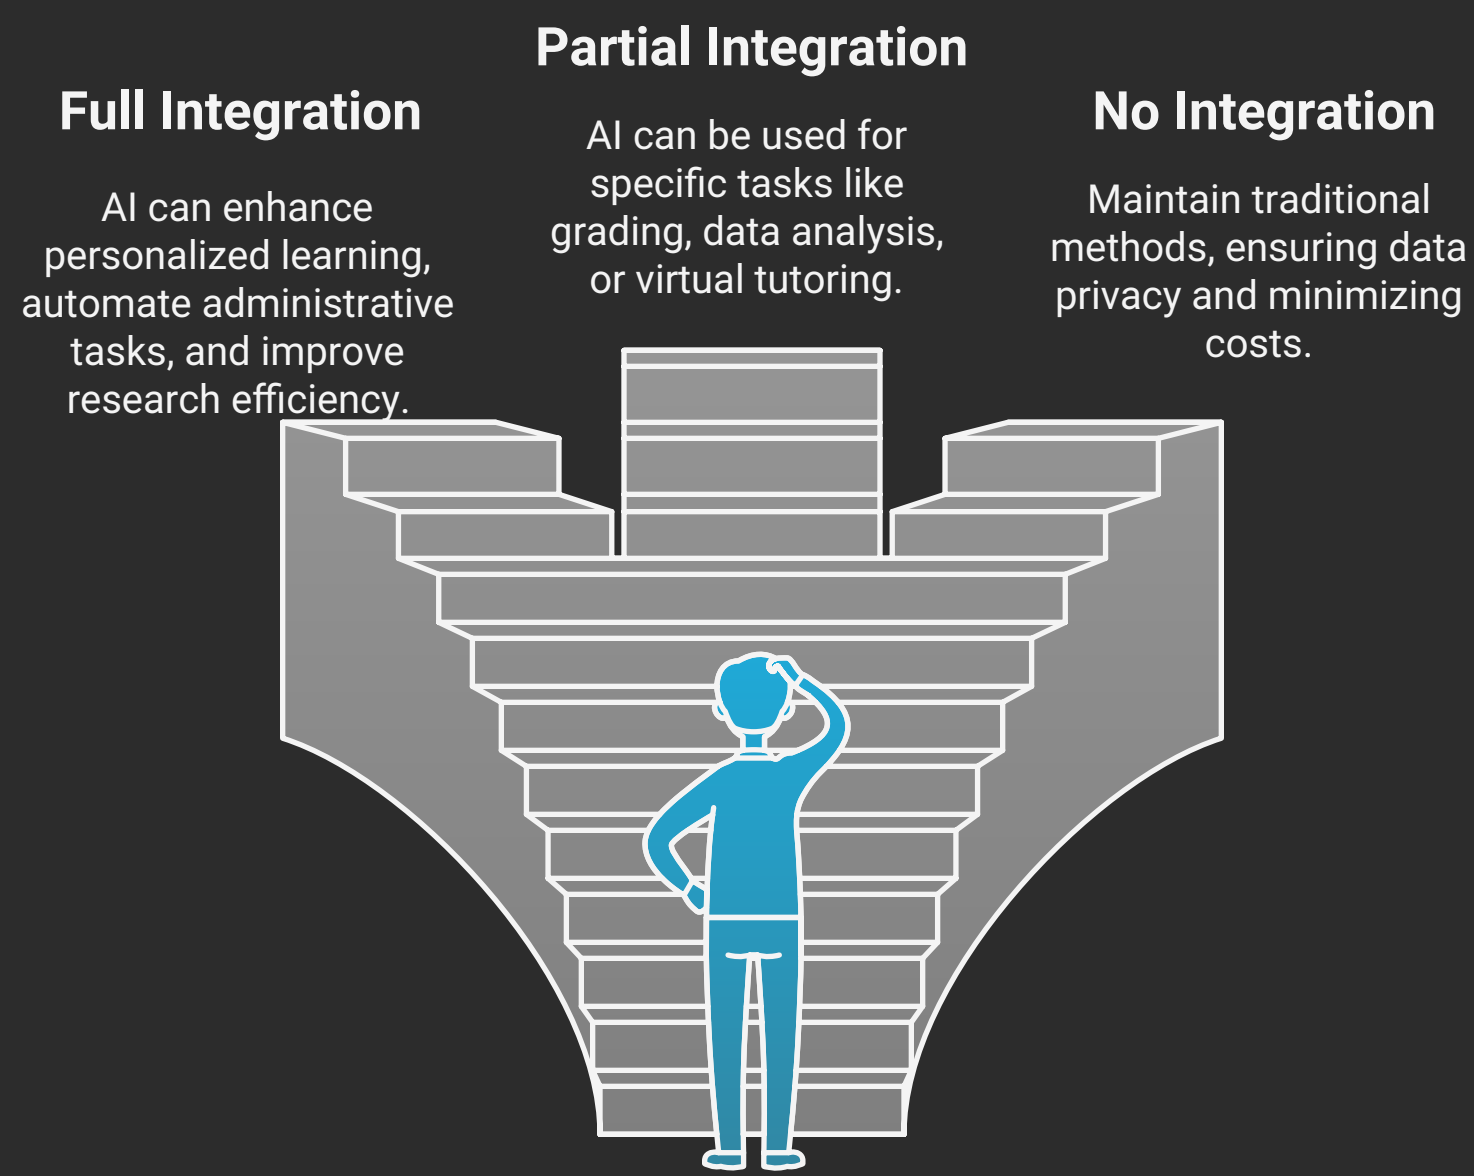 Full Integration
AI can enhance
personalized learning,
automate administrative
tasks, and improve
research efficiency.
Partial Integration
AI can be used for
specific tasks like
grading, data analysis,
or virtual tutoring.
No Integration
Maintain traditional
methods, ensuring data
privacy and minimizing
costs.